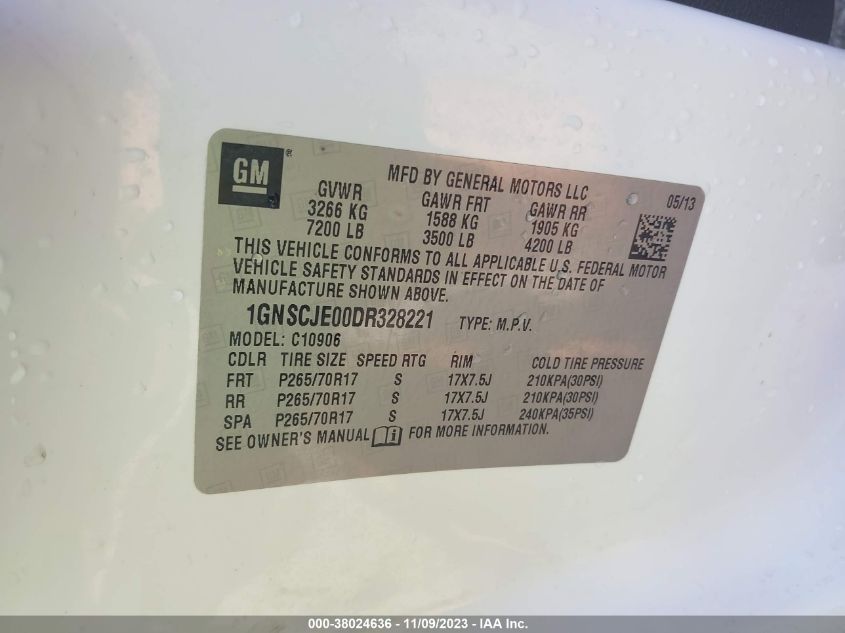 GM®
MFD BY GENERAL MOTORS LLC
05/13
GVWR GAWR FRT GAWR RR
3266 KG 1588 KG 1905 KG
7200 LB 3500 LB 4200 LB
THIS VEHICLE CONFORMS TO ALL APPLICABLE U.S. FEDERAL MOTOR
VEHICLE SAFETY STANDARDS IN EFFECT ON THE DATE OF
MANUFACTURE SHOWN ABOVE.
1GNSCJE00DR328221 TYPE: M.P.V.
MODEL: C10906
CDLR TIRE SIZE SPEED RTG RIM COLD TIRE PRESSURE
FRT P265/70R17 S 17X7.5J 210KPA(30PSI)
RR P265/70R17 S 17X7.5J 210KPA(30PSI)
SPA P265/70R17 S 17X7.5J 240KPA(35PSI)
SEE OWNER'S MANUAL FOR MORE INFORMATION.
000-38024636 - 11/09/2023 - IAA Inc.